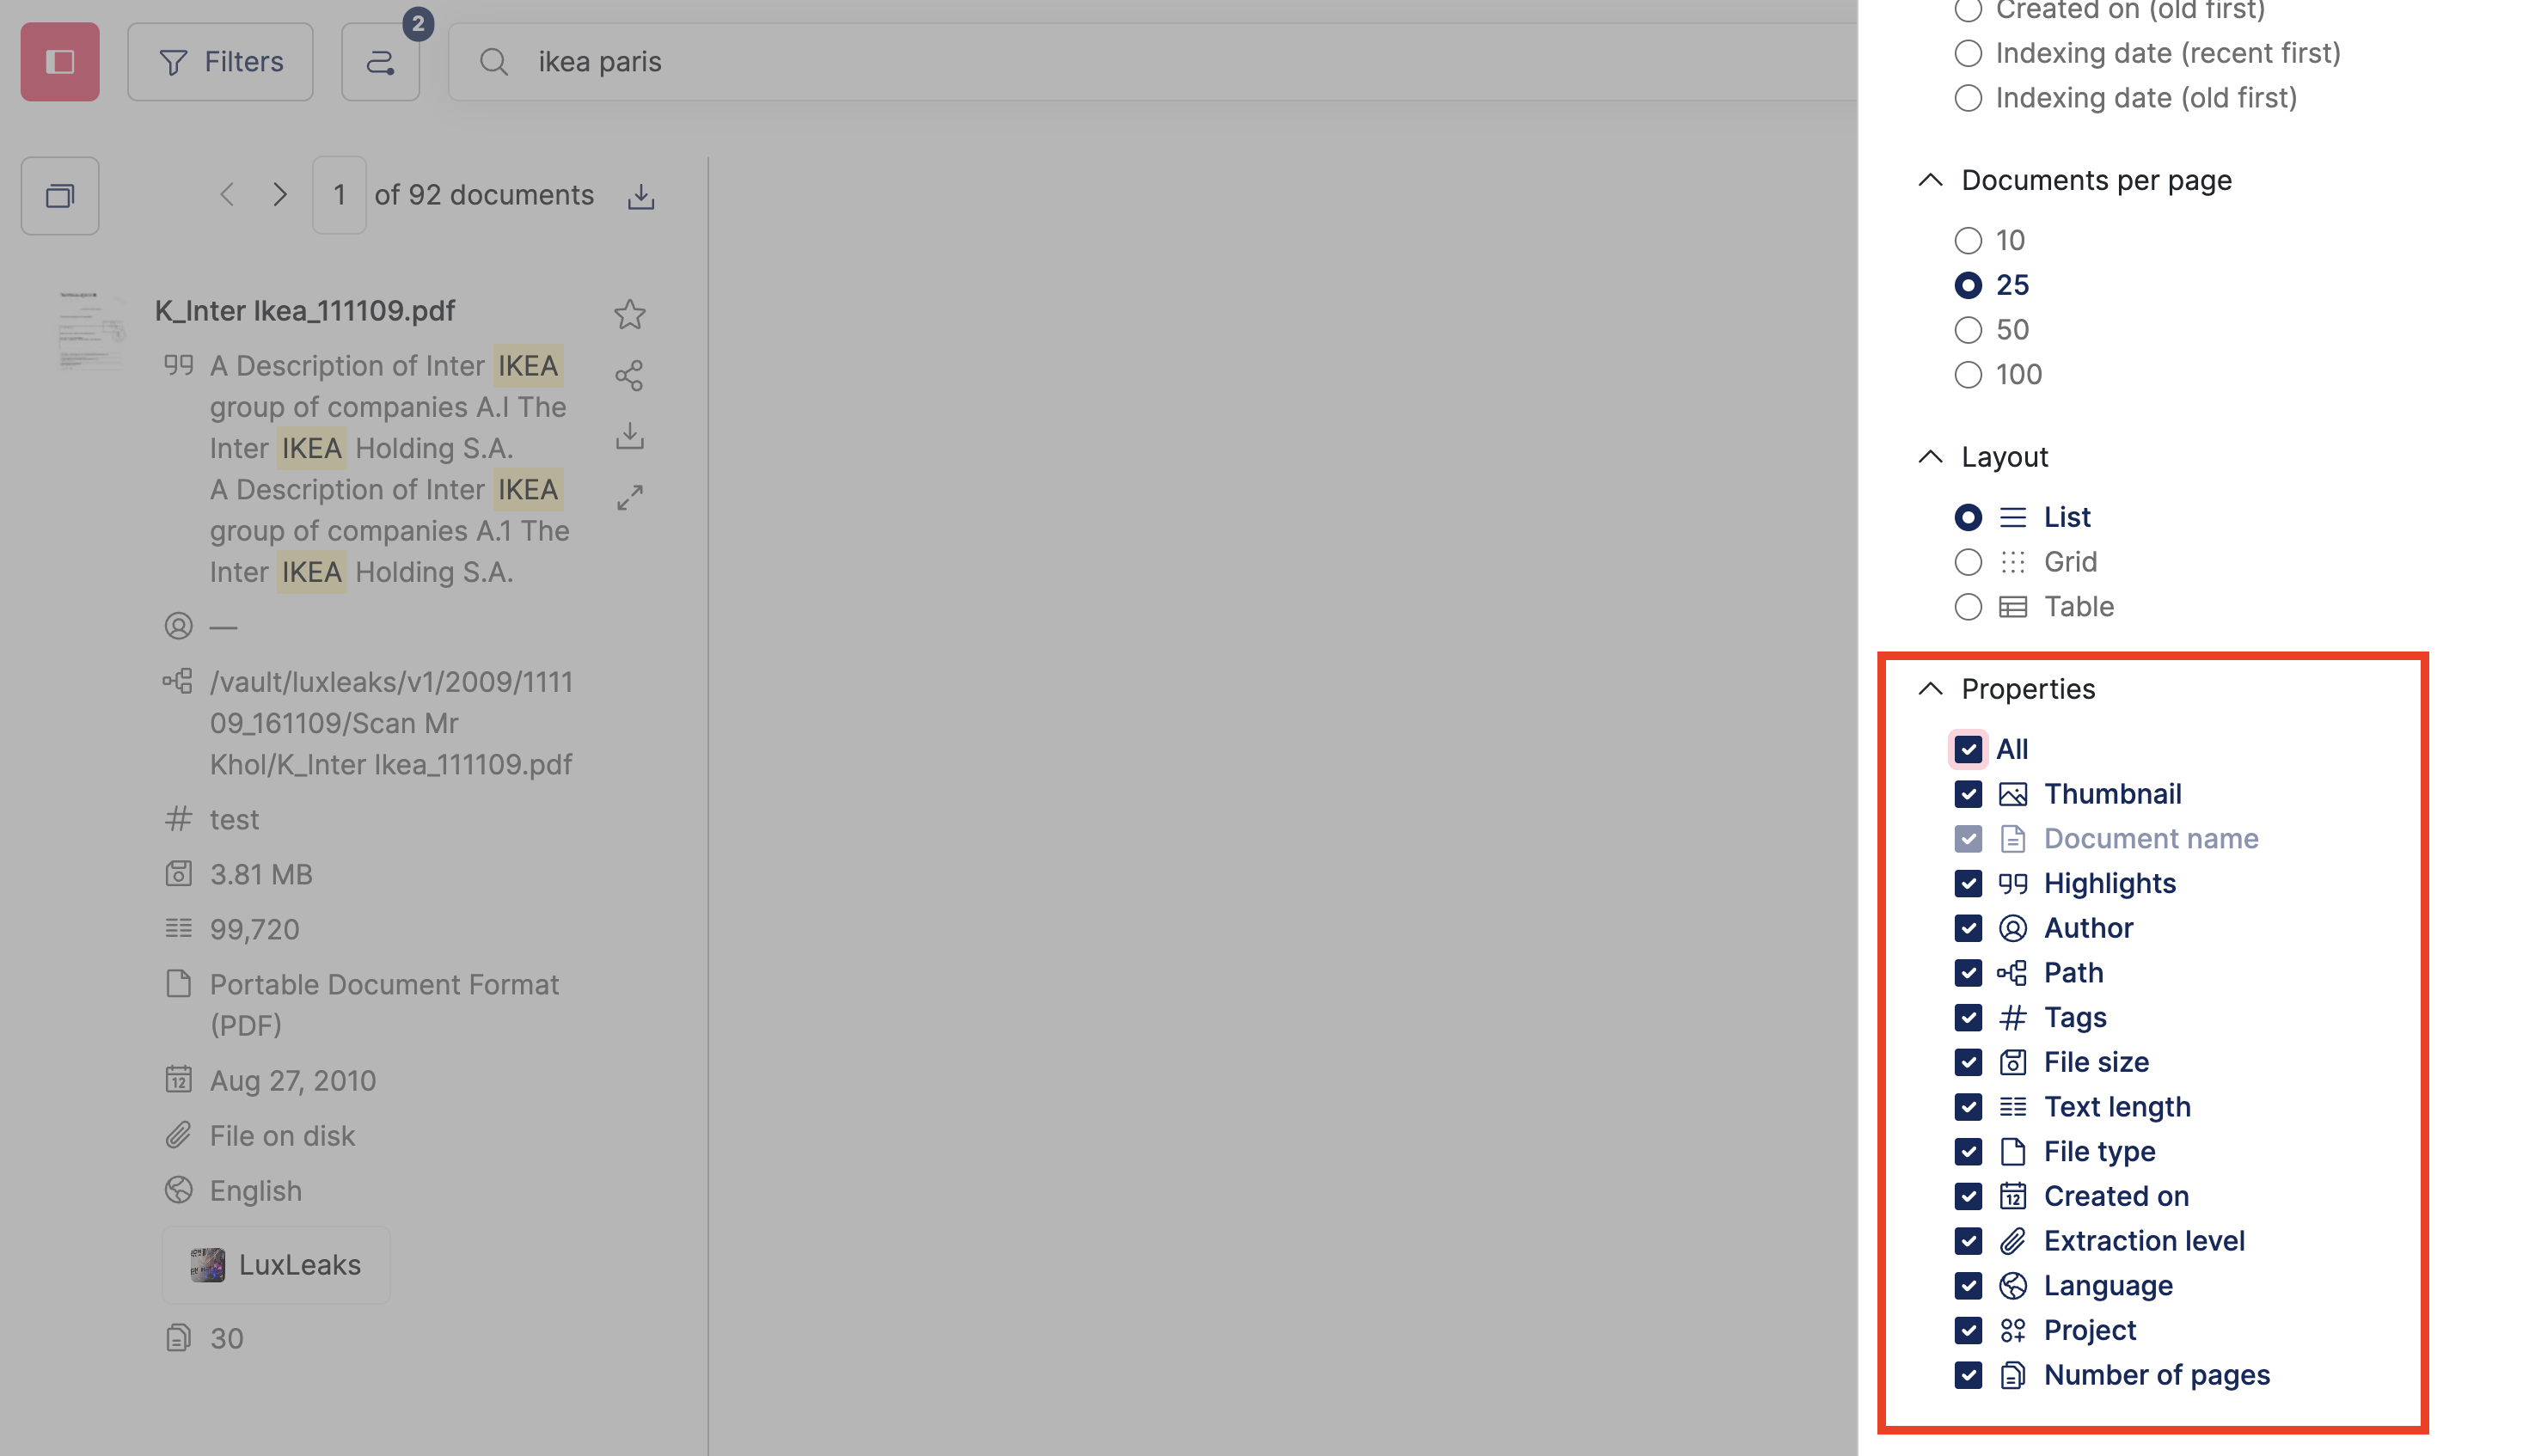 2
Filters
ikea paris
1 of 92 documents
K_Inter Ikea_111109.pdf
A Description of Inter IKEA
group of companies A.I The
Inter IKEA Holding S.A.
A Description of Inter IKEA
group of companies A.1 The
Inter IKEA Holding S.A.
—
/vault/luxleaks/v1/2009/1111
09_161109/Scan Mr
Khol/K_Inter Ikea_111109.pdf
test
3.81 MB
99,720
Portable Document Format
(PDF)
Aug 27, 2010
File on disk
English
LuxLeaks
30
Created on (old first)
Indexing date (recent first)
Indexing date (old first)
Documents per page
10
25
50
100
Layout
List
Grid
Table
Properties
All
Thumbnail
Document name
Highlights
Author
Path
Tags
File size
Text length
File type
Created on
Extraction level
Language
Project
Number of pages